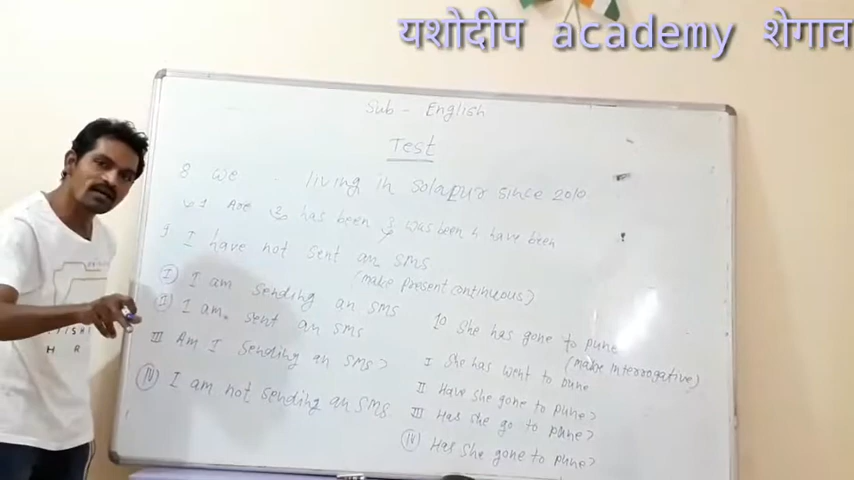 यशोदीप academy शेगाव
Sub - English
Test
8 we - living in Solapur since 2010
1 Are 2 has been 3 was been 4 have been
9 I have not sent an sms
(make present continuous)
I I am sending an sms
II I am sent an sms
III Am I sending an sms?
IV I am not sending an sms
10 She has gone to pune
(make interrogative)
I She has went to pune
II Have she gone to pune?
III Has she go to pune?
IV Has she gone to pune?